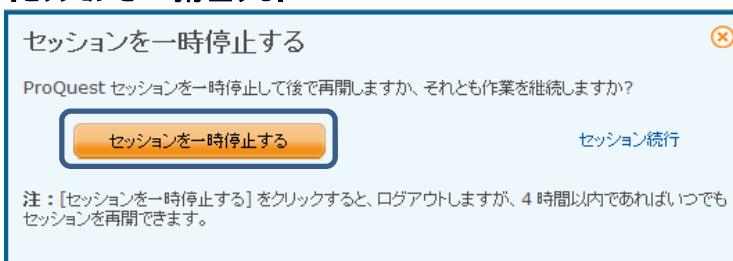 セッションを一時停止する
ProQuest セッションを一時停止して後で再開しますか、それとも作業を継続しますか?
セッションを一時停止する
セッション続行
注：[セッションを一時停止する] をクリックすると、ログアウトしますが、4 時間以内であればいつでも
セッションを再開できます。